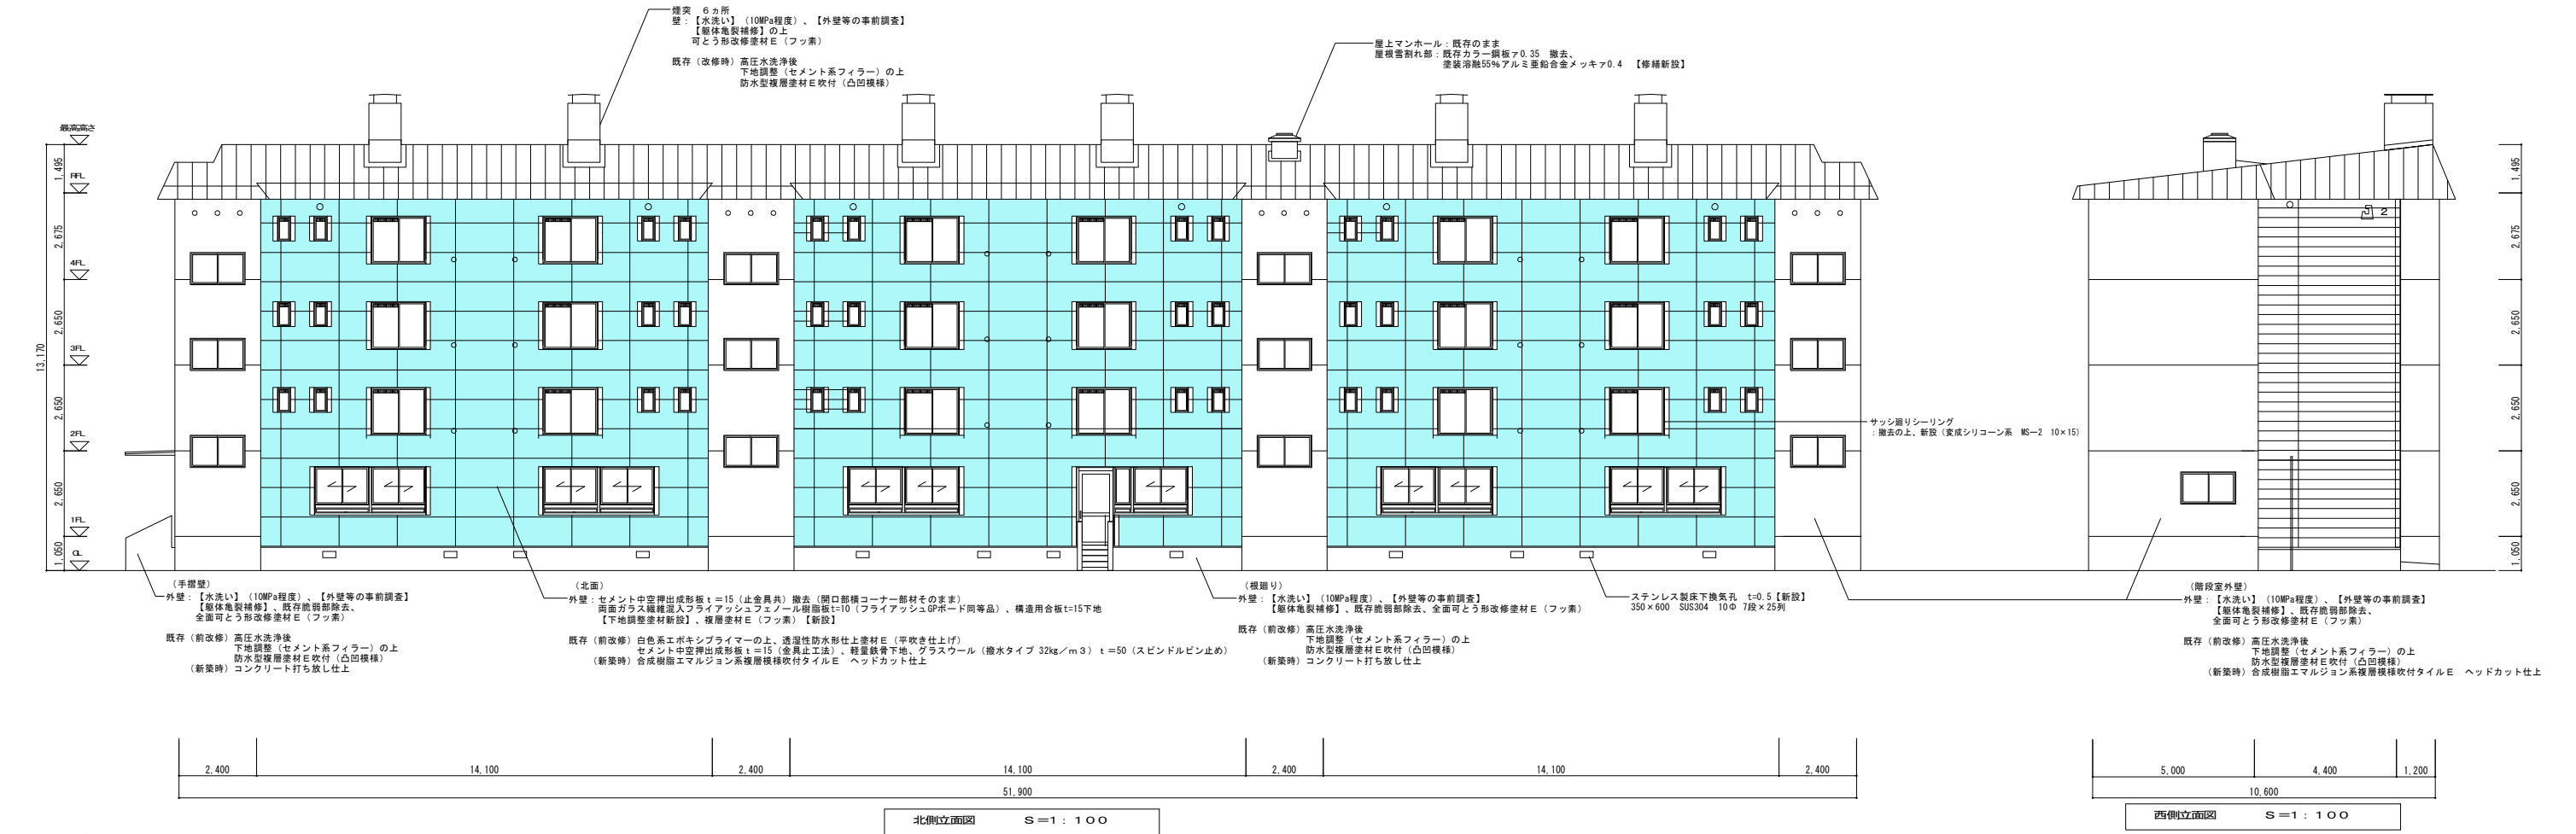 煙突　６ヵ所
壁：【水洗い】（10MPa程度）、【外壁等の事前調査】
【躯体亀裂補修】の上
可とう形改修塗材Ｅ（フッ素）
既存（改修時）高圧水洗浄後
下地調整（セメント系フィラー）の上
防水型複層塗材Ｅ吹付（凸凹模様）
屋上マンホール：既存のまま
屋根雪割れ部：既存カラー鋼板ァ0.35　撤去、
塗装溶融55%アルミ亜鉛合金メッキァ0.4　【修繕新設】
最高高さ
RFL
4FL
3FL
2FL
1FL
GL
1,495
2,675
2,650
2,650
2,650
1,050
13,170
2
1,495
2,675
2,650
2,650
2,650
1,050
サッシ廻りシーリング
：撤去の上、新設（変成シリコーン系　MS－2　10×15）
（手摺壁）
外壁：【水洗い】（10MPa程度）、【外壁等の事前調査】
【躯体亀裂補修】、既存脆弱部除去、
全面可とう形改修塗材Ｅ（フッ素）
既存（前改修）高圧水洗浄後
下地調整（セメント系フィラー）の上
防水型複層塗材Ｅ吹付（凸凹模様）
（新築時）コンクリート打ち放し仕上
（北面）
外壁：セメント中空押出成形板ｔ＝15（止金具共）撤去（開口部横コーナー部材そのまま）
両面ガラス繊維混入フライアッシュフェノール樹脂板t=10（フライアッシュGPボード同等品）、構造用合板t=15下地
【下地調整塗材新設】、複層塗材Ｅ（フッ素）【新設】
既存（前改修）白色系エポキシプライマーの上、透湿性防水形仕上塗材Ｅ（平吹き仕上げ）
セメント中空押出成形板ｔ＝15（金具止工法）、軽量鉄骨下地、グラスウール（撥水タイプ 32kg／ｍ３）ｔ＝50（スピンドルピン止め）
（新築時）合成樹脂エマルジョン系複層模様吹付タイルＥ　ヘッドカット仕上
（根廻り）
外壁：【水洗い】（10MPa程度）、【外壁等の事前調査】
【躯体亀裂補修】、既存脆弱部除去、全面可とう形改修塗材Ｅ（フッ素）
既存（前改修）高圧水洗浄後
下地調整（セメント系フィラー）の上
防水型複層塗材Ｅ吹付（凸凹模様）
（新築時）コンクリート打ち放し仕上
ステンレス製床下換気孔　t=0.5【新設】
350×600　SUS304　10Φ 7段×25列
（階段室外壁）
外壁：【水洗い】（10MPa程度）、【外壁等の事前調査】
【躯体亀裂補修】、既存脆弱部除去、
全面可とう形改修塗材Ｅ（フッ素）
既存（前改修）高圧水洗浄後
下地調整（セメント系フィラー）の上
防水型複層塗材Ｅ吹付（凸凹模様）
（新築時）合成樹脂エマルジョン系複層模様吹付タイルＥ　ヘッドカット仕上
2,400
14,100
2,400
14,100
2,400
14,100
2,400
51,900
5,000
4,400
1,200
10,600
北側立面図　Ｓ＝１：１００
西側立面図　Ｓ＝１：１００